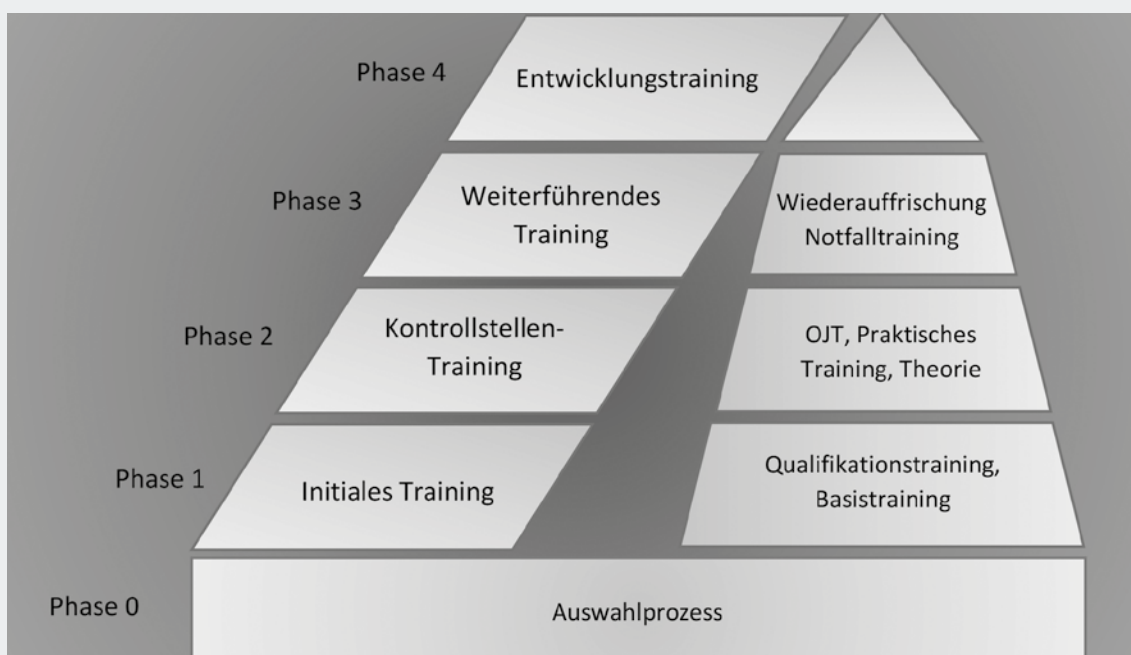 Phase 4
Entwicklungstraining
Phase 3
Weiterführendes
Training
Wiederauffrischung
Notfalltraining
Phase 2
Kontrollstellen-
Training
OJT, Praktisches
Training, Theorie
Phase 1
Initiales Training
Qualifikationstraining,
Basistraining
Phase 0
Auswahlprozess